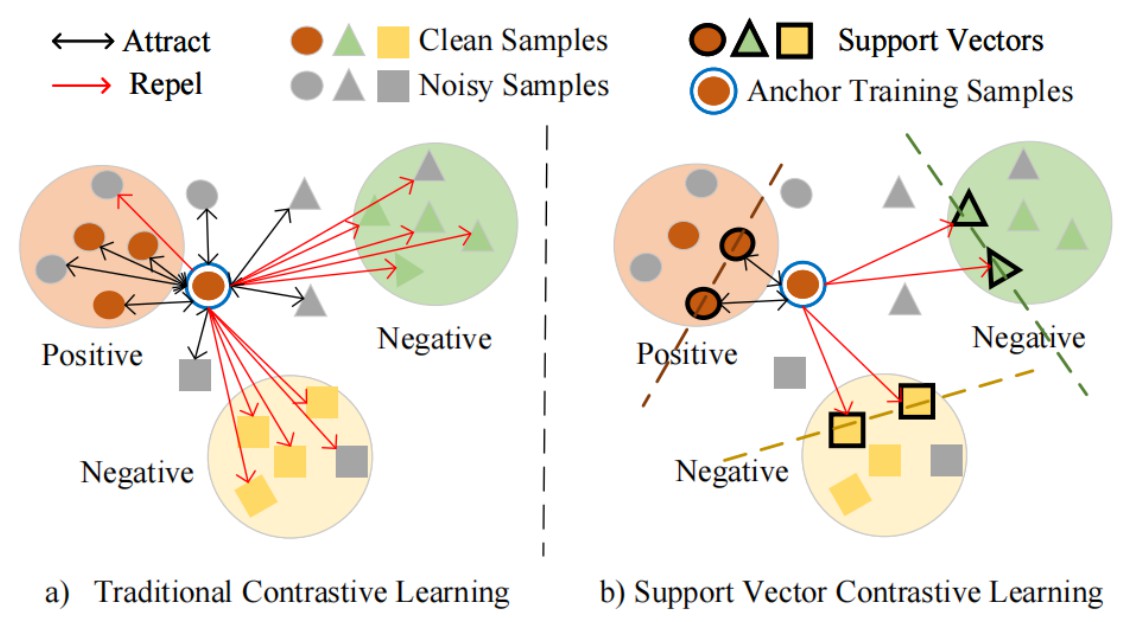 Attract
Clean Samples
Support Vectors
Repel
Noisy Samples
Anchor Training Samples
Positive
Negative
Negative
Positive
Negative
Negative
a) Traditional Contrastive Learning
b) Support Vector Contrastive Learning